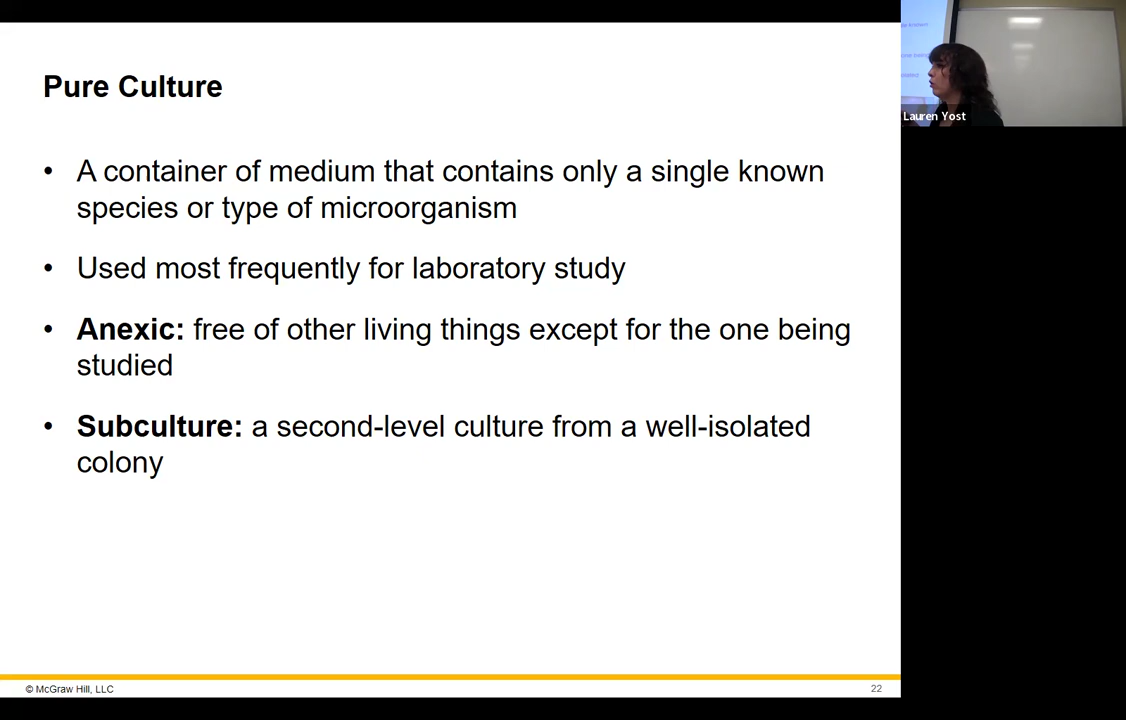 Pure Culture
• A container of medium that contains only a single known
species or type of microorganism
• Used most frequently for laboratory study
• Anexic: free of other living things except for the one being
studied
• Subculture: a second-level culture from a well-isolated
colony
© McGraw Hill, LLC
22
Lauren Yost